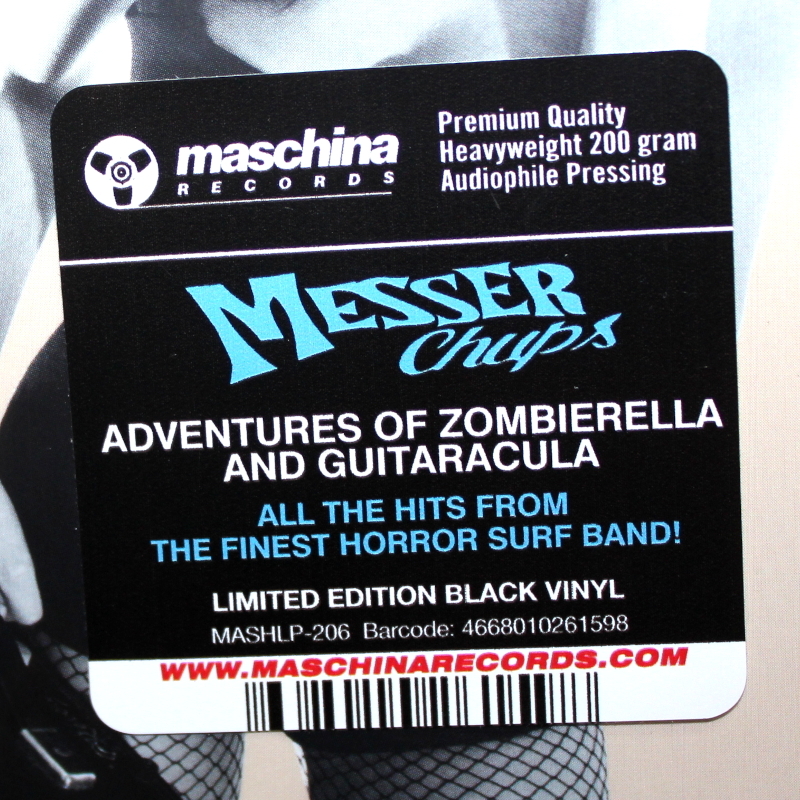 maschina
RECORDS
Premium Quality
Heavyweight 200 gram
Audiophile Pressing
MESSER
Chups
ADVENTURES OF ZOMBIERELLA
AND GUITARACULA
ALL THE HITS FROM
THE FINEST HORROR SURF BAND!
LIMITED EDITION BLACK VINYL
MASHLP-206 Barcode: 4668010261598
WWW.MASCHINARECORDS.COM